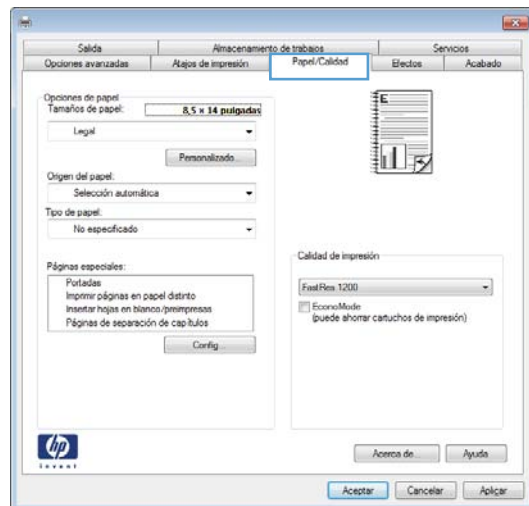 Salida Almacenamiento de trabajos Servicios
Opciones avanzadas Atajos de impresión Papel/Calidad Efectos Acabado
Opciones de papel
Tamaños de papel: 8,5 × 14 pulgadas
Legal
Personalizado...
Origen del papel:
Selección automática
Tipo de papel:
No especificado
Páginas especiales:
Portadas
Imprimir páginas en papel distinto
Insertar hojas en blanco/preimpresas
Páginas de separación de capítulos
Config...
E
Calidad de impresión
FastRes 1200
EconoMode
(puede ahorrar cartuchos de impresión)
hp
invent
Acerca de... Ayuda
Aceptar Cancelar Aplicar